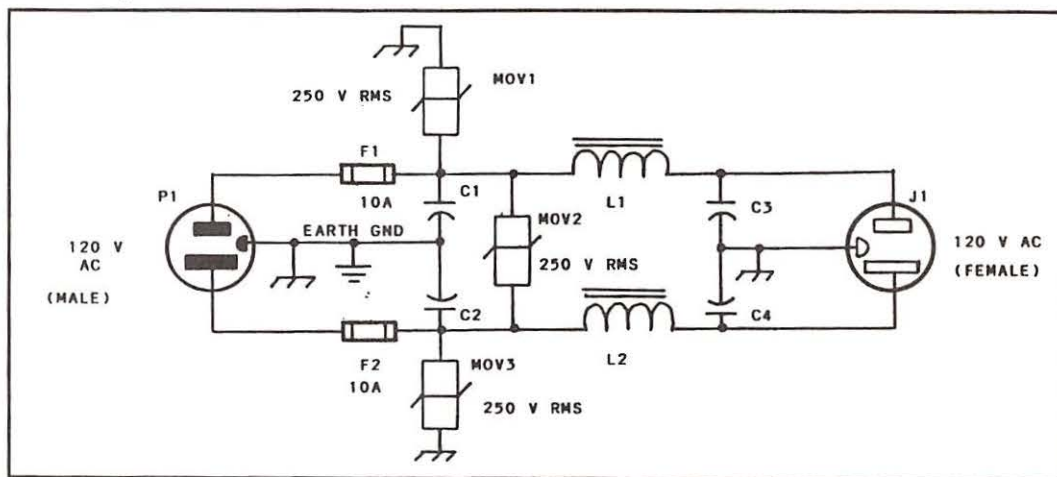 MOV1
250 V RMS
F1
P1
10A
C1
L1
MOV2
C3
J1
EARTH GND
120 V
AC
(MALE)
250 V RMS
120 V AC
(FEMALE)
C2
C4
F2
10A
MOV3
L2
250 V RMS